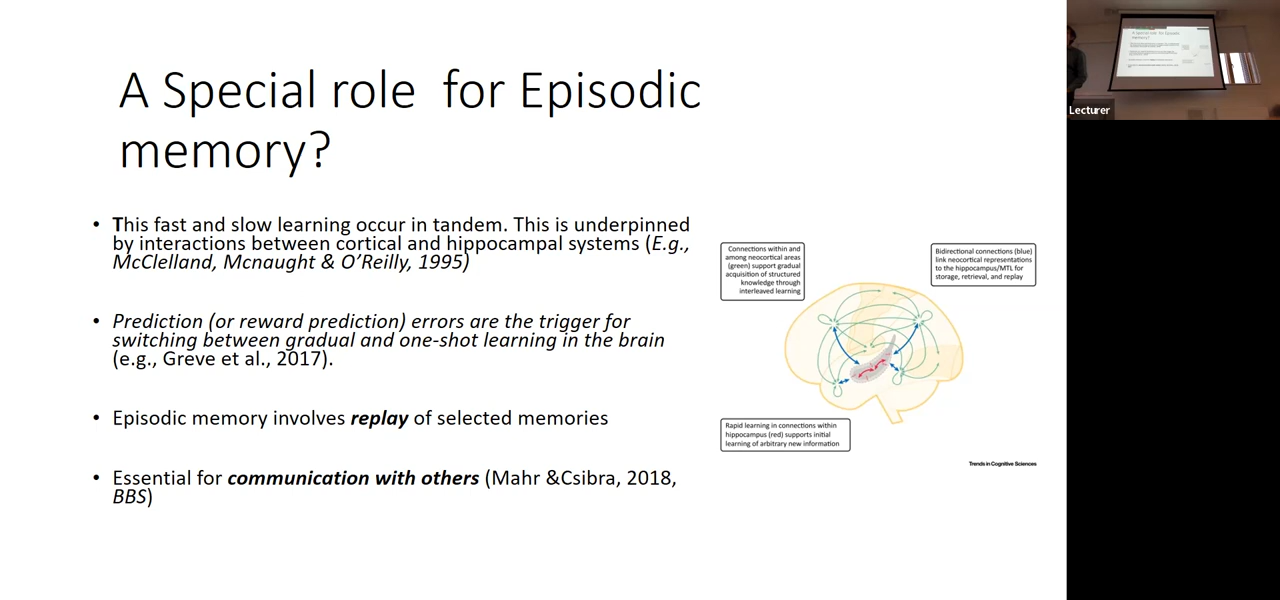 A Special role for Episodic
memory?
• This fast and slow learning occur in tandem. This is underpinned
by interactions between cortical and hippocampal systems (E.g.,
McClelland, Mcnaught & O’Reilly, 1995)
• Prediction (or reward prediction) errors are the trigger for
switching between gradual and one-shot learning in the brain
(e.g., Greve et al., 2017).
• Episodic memory involves replay of selected memories
• Essential for communication with others (Mahr &Csibra, 2018,
BBS)
Connections within and
among neocortical areas
(green) support gradual
acquisition of structured
knowledge through
interleaved learning
Bidirectional connections (blue)
link neocortical representations
to the hippocampus/MTL for
storage, retrieval, and replay
Rapid learning in connections within
hippocampus (red) supports initial
learning of arbitrary new information
Trends in Cognitive Sciences
A Special role for Episodic
memory?
Lecturer